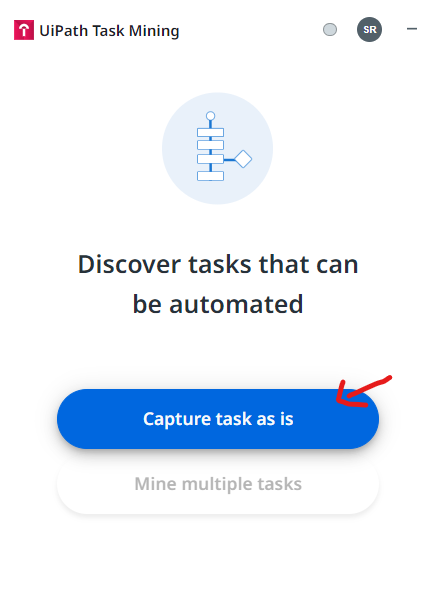 UiPath Task Mining
SR
Discover tasks that can
be automated
Capture task as is
Mine multiple tasks